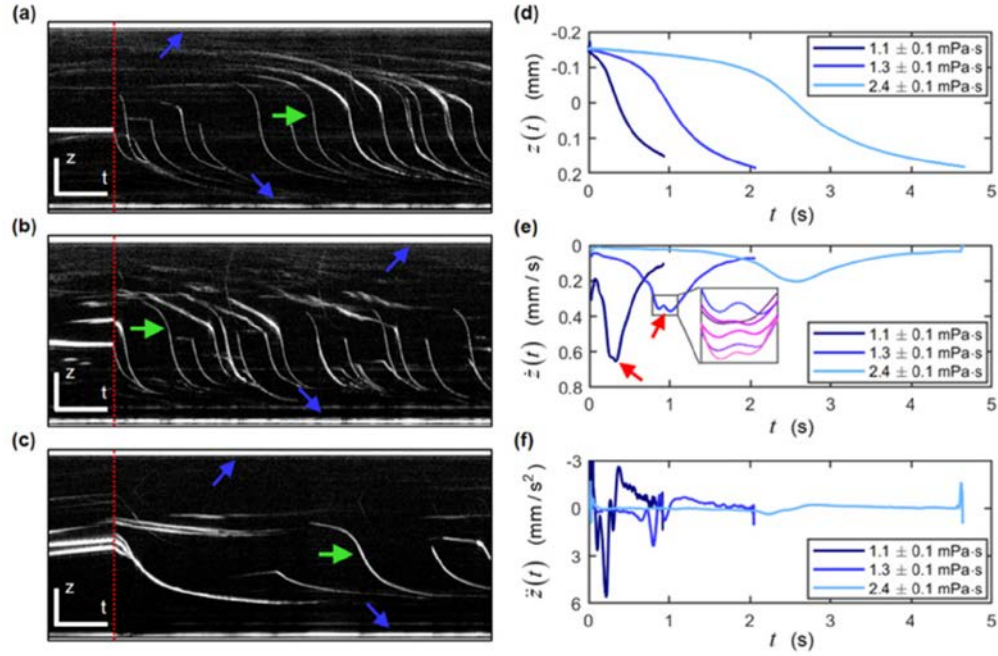 (a)
z
t
(b)
z
t
(c)
z
t
(d)
-0.2
-0.1
0
0.1
0.2
z(t) (mm)
1.1 ± 0.1 mPa·s
1.3 ± 0.1 mPa·s
2.4 ± 0.1 mPa·s
0 1 2 3 4 5
t (s)
(e)
0
0.2
0.4
0.6
0.8
ż(t) (mm / s)
1.1 ± 0.1 mPa·s
1.3 ± 0.1 mPa·s
2.4 ± 0.1 mPa·s
0 1 2 3 4 5
t (s)
(f)
-3
0
3
6
z̈(t) (mm / s²)
1.1 ± 0.1 mPa·s
1.3 ± 0.1 mPa·s
2.4 ± 0.1 mPa·s
0 1 2 3 4 5
t (s)